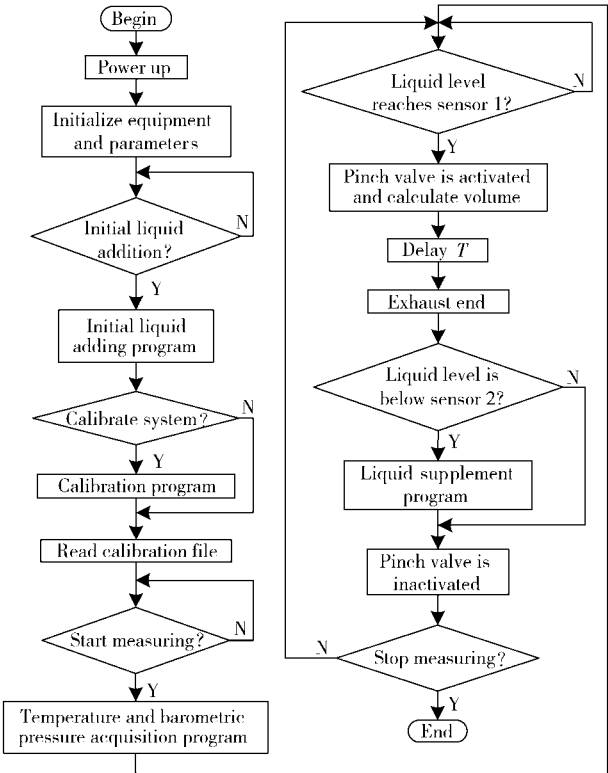 Begin
Power up
Initialize equipment
and parameters
N
Initial liquid
addition?
Y
Initial liquid
adding program
N
Calibrate system?
Y
Calibration program
Read calibration file
N
Start measuring?
Y
Temperature and barometric
pressure acquisition program
Liquid level
N
reaches sensor 1?
Y
Pinch valve is activated
and calculate volume
Delay T
Exhaust end
Liquid level is
N
below sensor 2?
Y
Liquid supplement
program
Pinch valve is
inactivated
N
Stop measuring?
Y
End